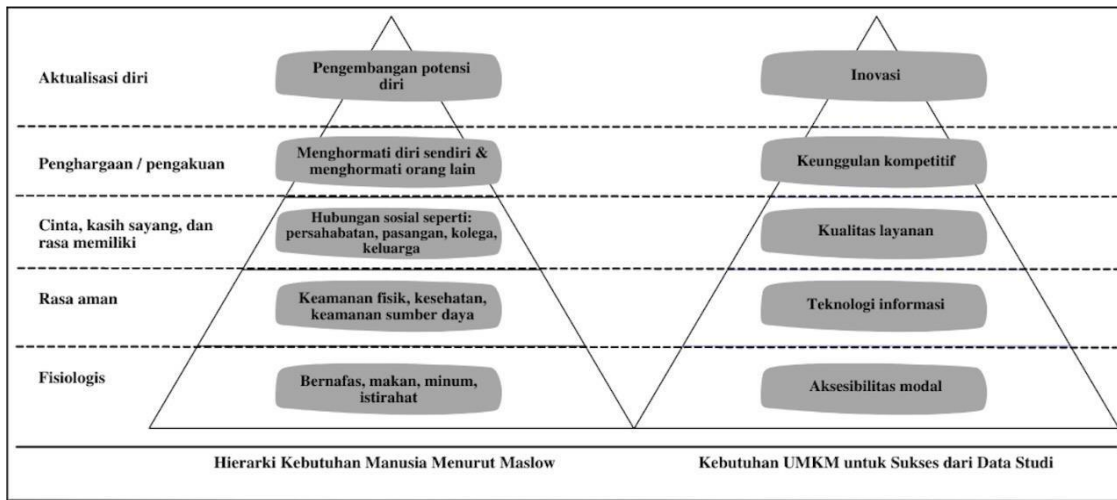 Aktualisasi diri
Pengembangan potensi
diri
Inovasi
Penghargaan / pengakuan
Menghormati diri sendiri &
menghormati orang lain
Keunggulan kompetitif
Cinta, kasih sayang, dan
rasa memiliki
Hubungan sosial seperti:
persahabatan, pasangan, kolega,
keluarga
Kualitas layanan
Rasa aman
Keamanan fisik, kesehatan,
keamanan sumber daya
Teknologi informasi
Fisiologis
Bernafas, makan, minum,
istirahat
Aksesibilitas modal
Hierarki Kebutuhan Manusia Menurut Maslow
Kebutuhan UMKM untuk Sukses dari Data Studi